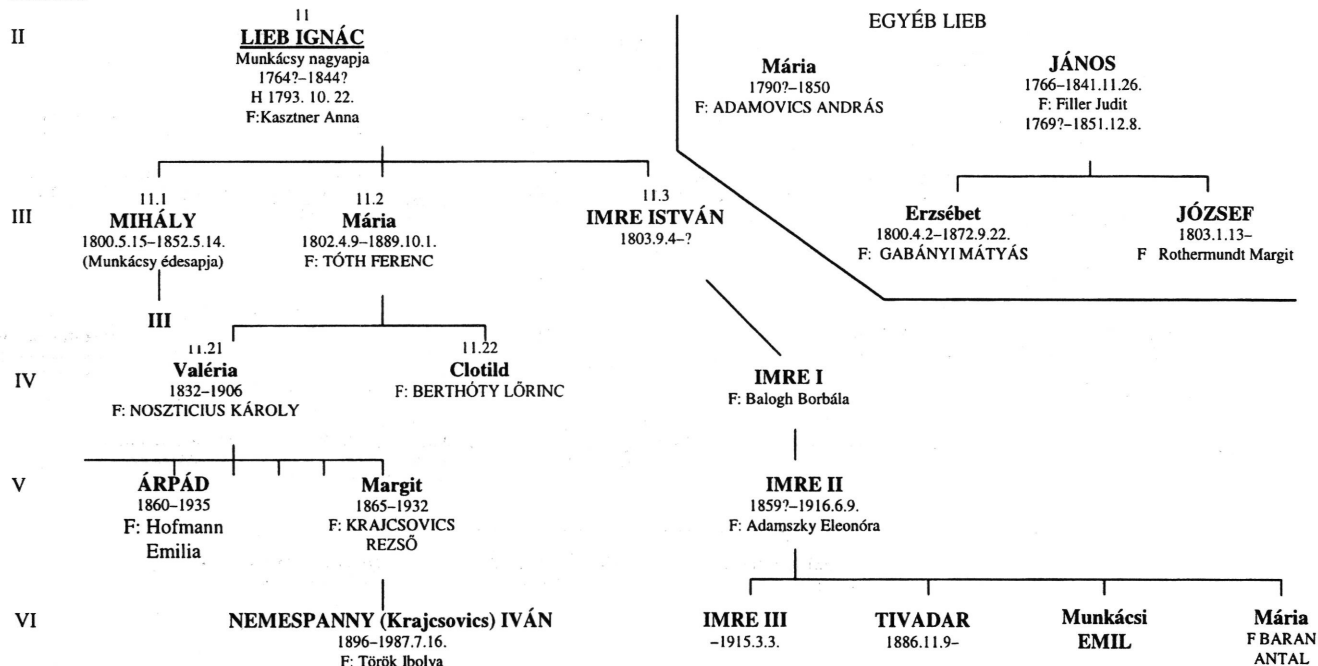 11
II
LIEB IGNÁC
Munkácsy nagyapja
1764?–1844?
H 1793. 10. 22.
F:Kasztner Anna
EGYÉB LIEB
Mária
1790?–1850
F: ADAMOVICS ANDRÁS
JÁNOS
1766–1841.11.26.
F: Filler Judit
1769?–1851.12.8.
III
11.1
MIHÁLY
1800.5.15–1852.5.14.
(Munkácsy édesapja)
III
11.2
Mária
1802.4.9–1889.10.1.
F: TÓTH FERENC
11.3
IMRE ISTVÁN
1803.9.4–?
Erzsébet
1800.4.2–1872.9.22.
F: GABÁNYI MÁTYÁS
JÓZSEF
1803.1.13–
F Rothermundt Margit
IV
11.21
Valéria
1832–1906
F: NOSZTICIUS KÁROLY
11.22
Clotild
F: BERTHÓTY LŐRINC
IMRE I
F: Balogh Borbála
V
ÁRPÁD
1860–1935
F: Hofmann
Emilia
Margit
1865–1932
F: KRAJCSOVICS
REZSŐ
IMRE II
1859?–1916.6.9.
F: Adamszky Eleonóra
VI
NEMESPANNY (Krajcsovics) IVÁN
1896–1987.7.16.
F: Török Ibolya
IMRE III
–1915.3.3.
TIVADAR
1886.11.9–
Munkácsi
EMIL
Mária
F BARAN
ANTAL